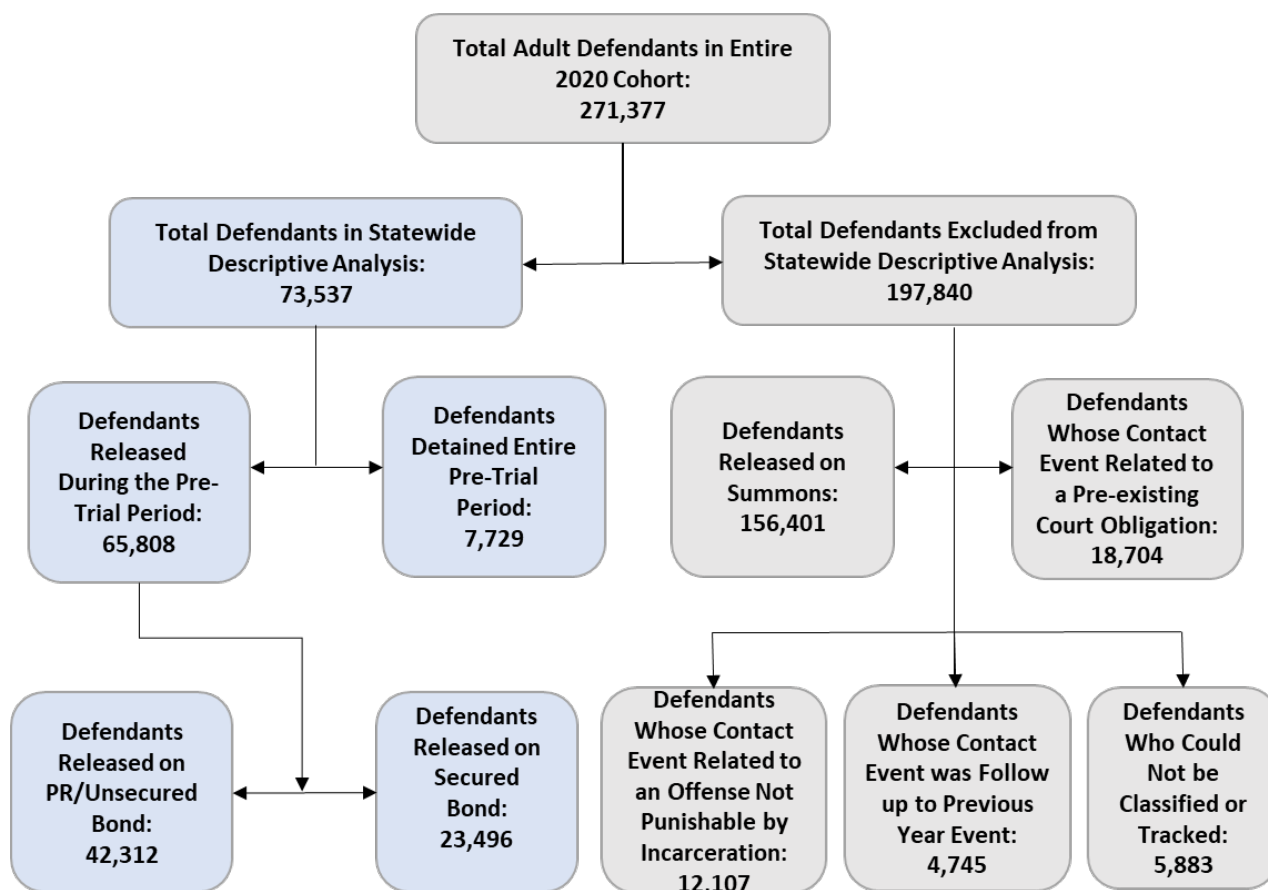 Total Adult Defendants in Entire
2020 Cohort:
271,377
Total Defendants in Statewide
Descriptive Analysis:
73,537
Total Defendants Excluded from
Statewide Descriptive Analysis:
197,840
Defendants
Released
During the Pre-
Trial Period:
65,808
Defendants
Detained Entire
Pre-Trial
Period:
7,729
Defendants
Released on
Summons:
156,401
Defendants
Whose Contact
Event Related to
a Pre-existing
Court Obligation:
18,704
Defendants
Released on
PR/Unsecured
Bond:
42,312
Defendants
Released on
Secured
Bond:
23,496
Defendants
Whose Contact
Event Related to
an Offense Not
Punishable by
Incarceration:
12,107
Defendants
Whose Contact
Event was Follow
up to Previous
Year Event:
4,745
Defendants
Who Could
Not be
Classified or
Tracked:
5,883